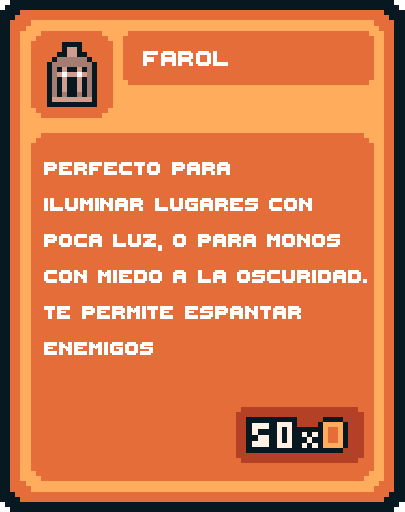 FAROL
PERFECTO PARA
ILUMINAR LUGARES CON
POCA LUZ, O PARA MONOS
CON MIEDO A LA OSCURIDAD.
TE PERMITE ESPANTAR
ENEMIGOS
50x